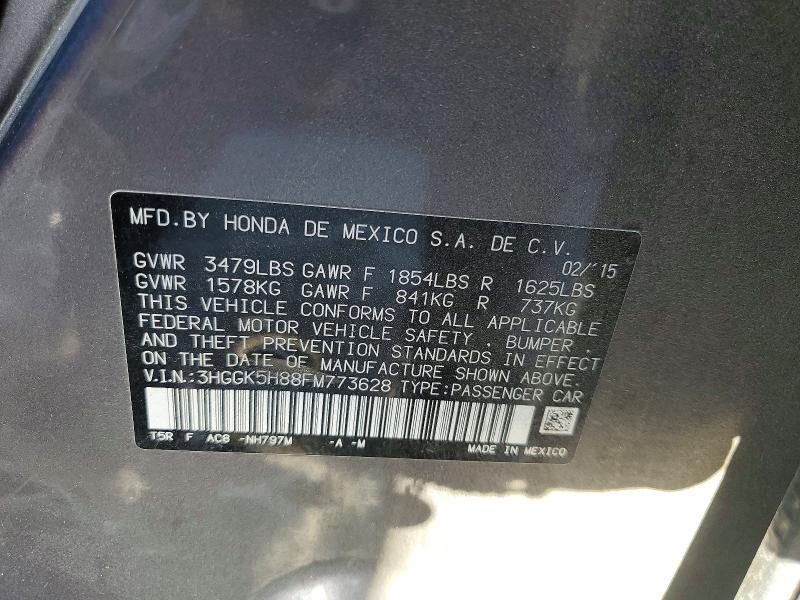 MFD.BY HONDA DE MEXICO S.A. DE C.V.
02/'15
GVWR 3479LBS GAWR F 1854LBS R 1625LBS
GVWR 1578KG GAWR F 841KG R 737KG
THIS VEHICLE CONFORMS TO ALL APPLICABLE
FEDERAL MOTOR VEHICLE SAFETY , BUMPER ,
AND THEFT PREVENTION STANDARDS IN EFFECT
ON THE DATE OF MANUFACTURE SHOWN ABOVE.
V.I.N.:3HGGK5H88FM773628 TYPE:PASSENGER CAR
T5R F AC8 -NH797M -A -M
MADE IN MEXICO